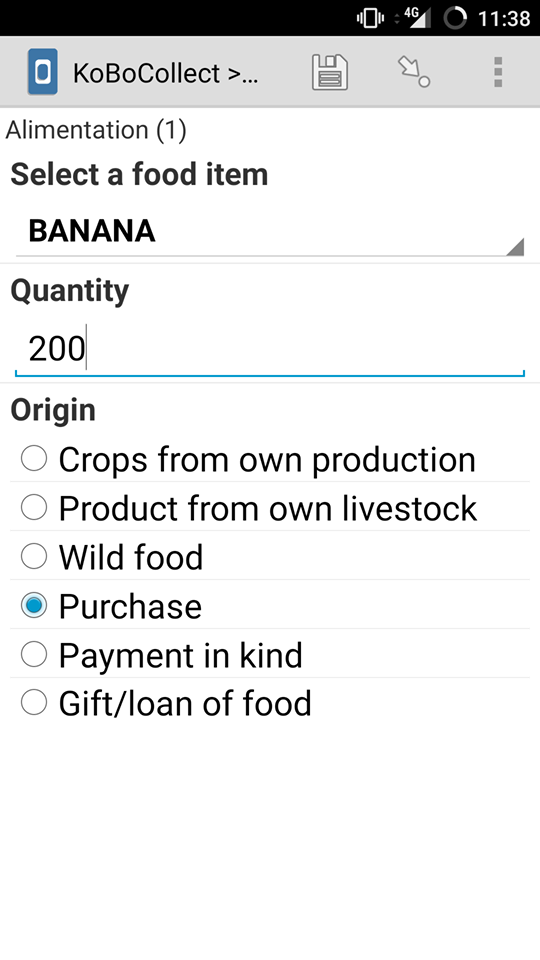 4G 11:38
KoBoCollect >...
Alimentation (1)
Select a food item
BANANA
Quantity
200
Origin
Crops from own production
Product from own livestock
Wild food
Purchase
Payment in kind
Gift/loan of food